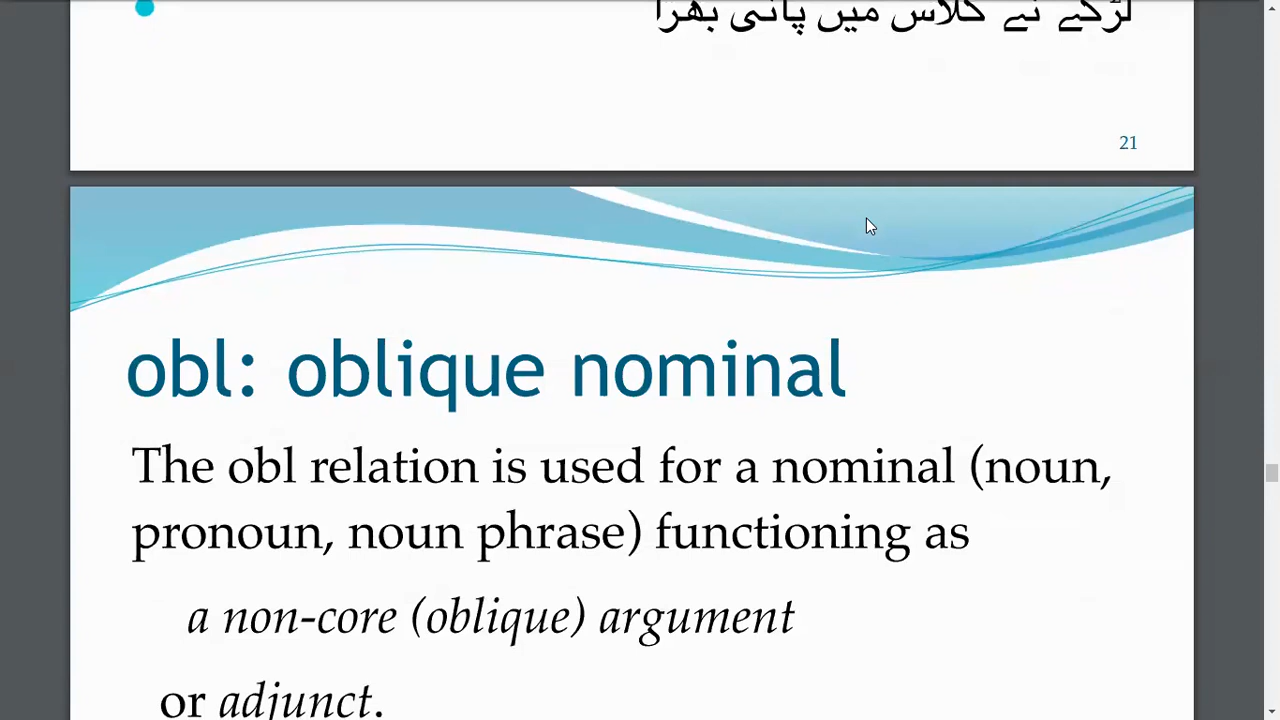 لڑکے نے گلاس میں پانی بھرا
21
obl: oblique nominal
The obl relation is used for a nominal (noun,
pronoun, noun phrase) functioning as
a non-core (oblique) argument
or adjunct.